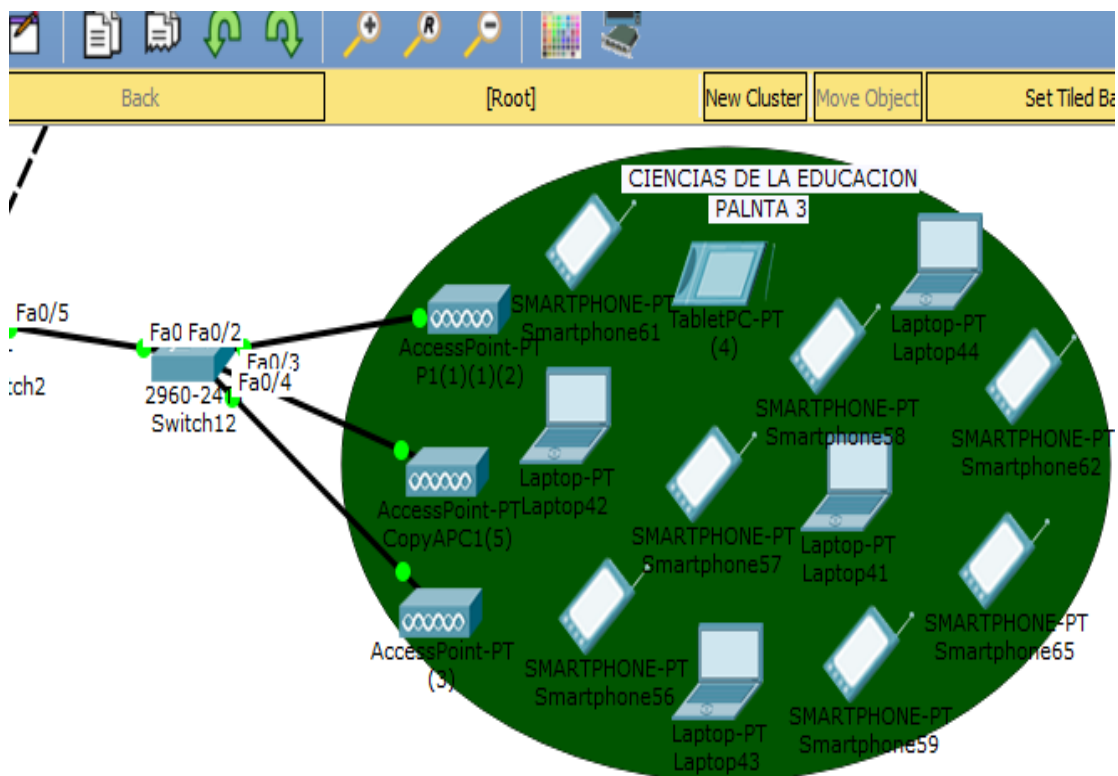 Back
[Root]
New Cluster
Move Object
Set Tiled Ba
CIENCIAS DE LA EDUCACION
PALNTA 3
Fa0/5
Fa0
Fa0/2
Fa0/3
Fa0/4
tch2
2960-24
Switch12
AccessPoint-PT
P1(1)(1)(2)
SMARTPHONE-PT
Smartphone61
TabletPC-PT
(4)
Laptop-PT
Laptop44
SMARTPHONE-PT
Smartphone58
SMARTPHONE-PT
Smartphone62
Laptop-PT
Laptop42
AccessPoint-PT
CopyAPC1(5)
SMARTPHONE-PT
Smartphone57
Laptop-PT
Laptop41
AccessPoint-PT
(3)
SMARTPHONE-PT
Smartphone56
SMARTPHONE-PT
Smartphone65
Laptop-PT
Laptop43
SMARTPHONE-PT
Smartphone59